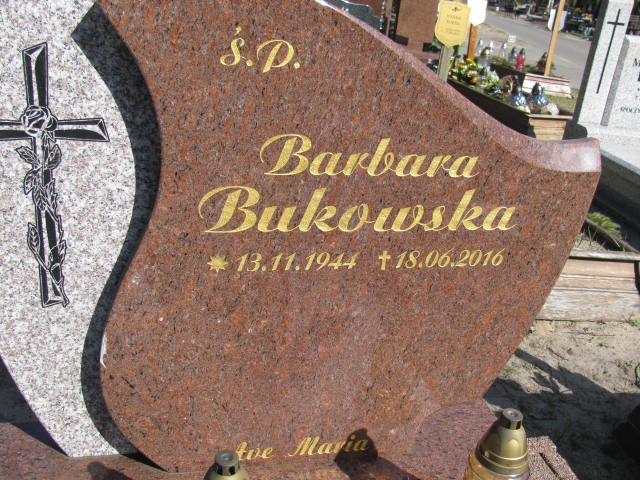 ś.p.
Barbara
Bukowska
* 13.11.1944 † 18.06.2016
Ave Maria